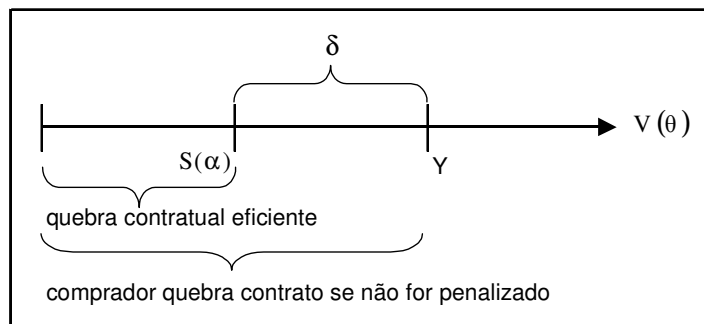 δ
V(θ)
S(α)
Y
quebra contratual eficiente
comprador quebra contrato se não for penalizado